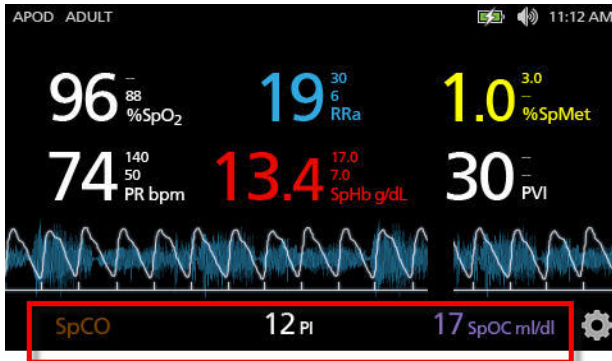 APOD ADULT 11:12 AM
96 -- 88 %SpO₂ 19 30 6 RRa 1.0 3.0 -- %SpMet
74 140 50 PR bpm 13.4 17.0 7.0 SpHb g/dL 30 -- -- PVI
SpCO 12 PI 17 SpOC ml/dl